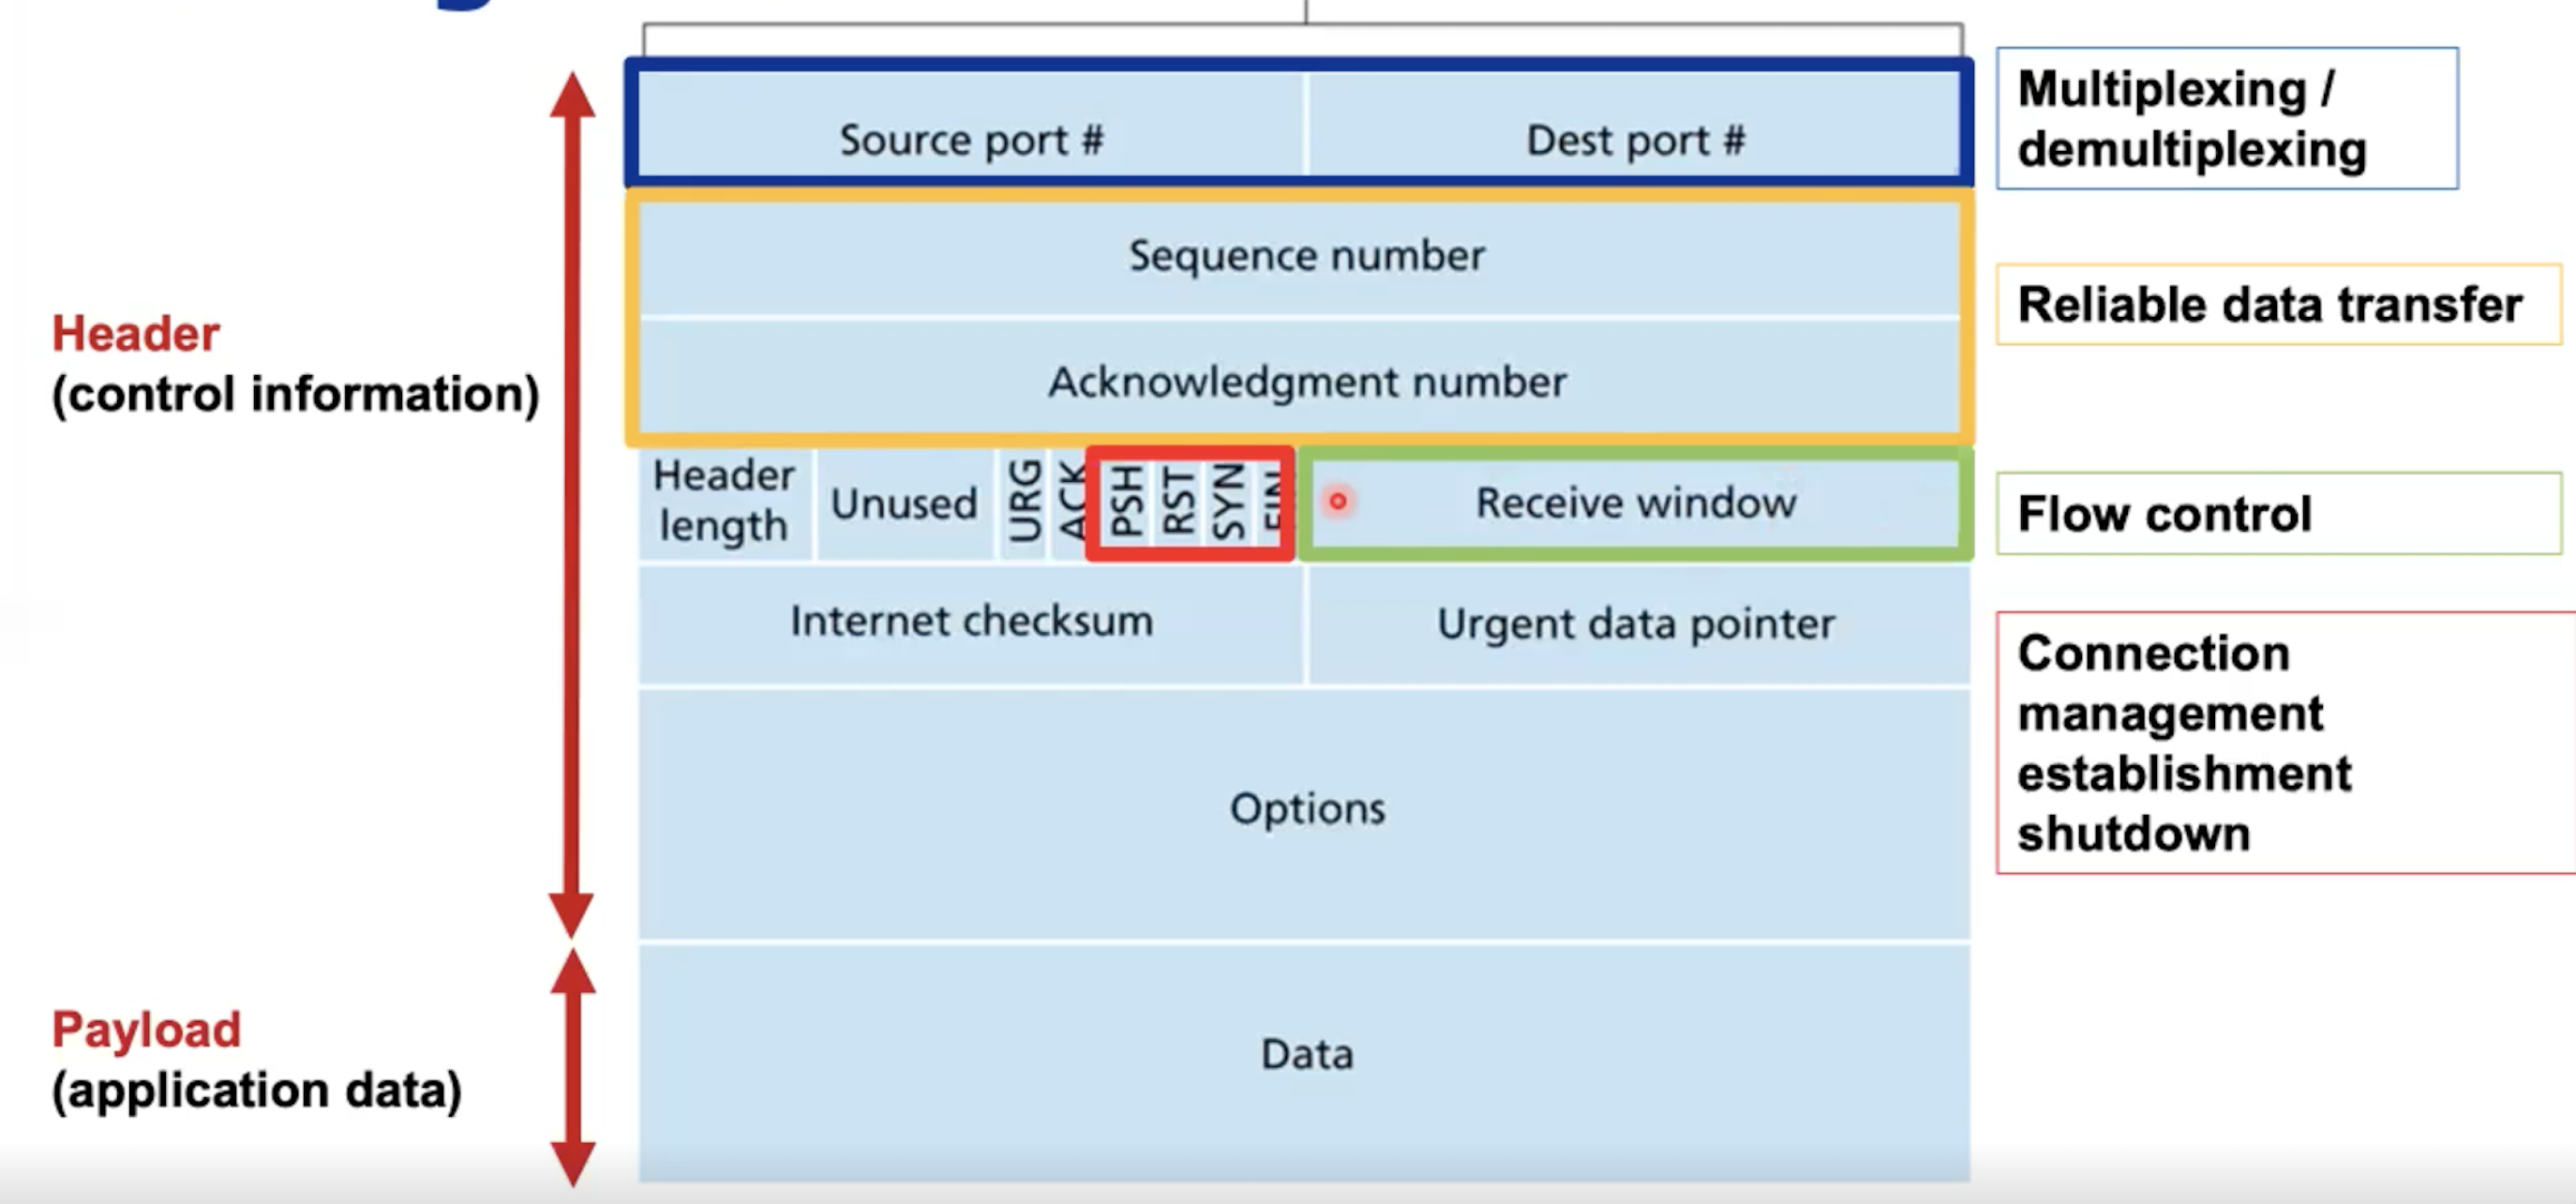 Source port #
Dest port #
Multiplexing /
demultiplexing
Sequence number
Reliable data transfer
Header
(control information)
Acknowledgment number
Header
length
Unused
URG
ACK
PSH
RST
SYN
FIN
Receive window
Flow control
Internet checksum
Urgent data pointer
Connection
management
establishment
shutdown
Options
Payload
(application data)
Data